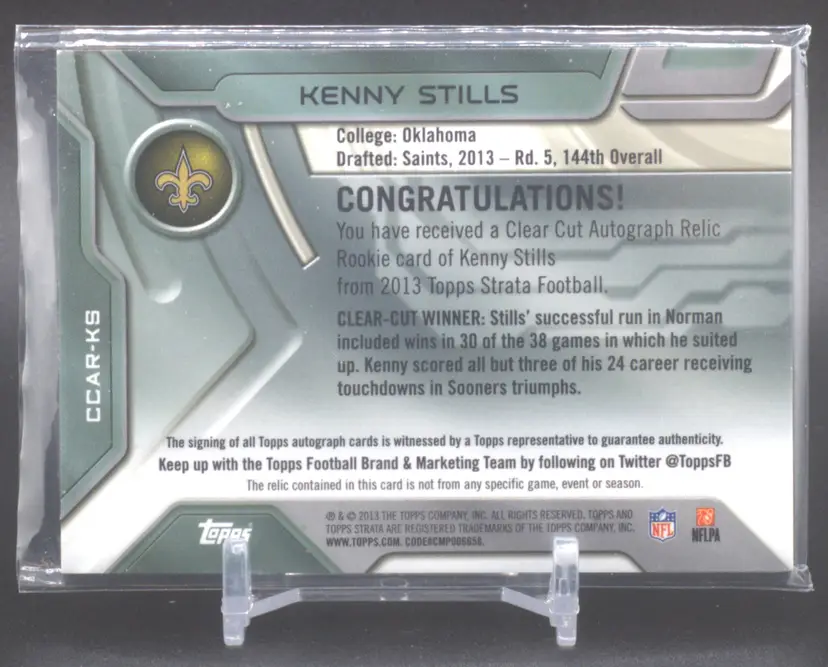 KENNY STILLS
College: Oklahoma
Drafted: Saints, 2013 – Rd. 5, 144th Overall
CONGRATULATIONS!
You have received a Clear Cut Autograph Relic
Rookie card of Kenny Stills
from 2013 Topps Strata Football.
CLEAR-CUT WINNER: Stills' successful run in Norman
included wins in 30 of the 38 games in which he suited
up. Kenny scored all but three of his 24 career receiving
touchdowns in Sooners triumphs.
CCAR-KS
The signing of all Topps autograph cards is witnessed by a Topps representative to guarantee authenticity.
Keep up with the Topps Football Brand & Marketing Team by following on Twitter @ToppsFB
The relic contained in this card is not from any specific game, event or season.
Topps
® & © 2013 THE TOPPS COMPANY, INC. ALL RIGHTS RESERVED. TOPPS AND
TOPPS STRATA ARE REGISTERED TRADEMARKS OF THE TOPPS COMPANY, INC.
WWW.TOPPS.COM. CODE#CMP006658.
NFL
NFLPA